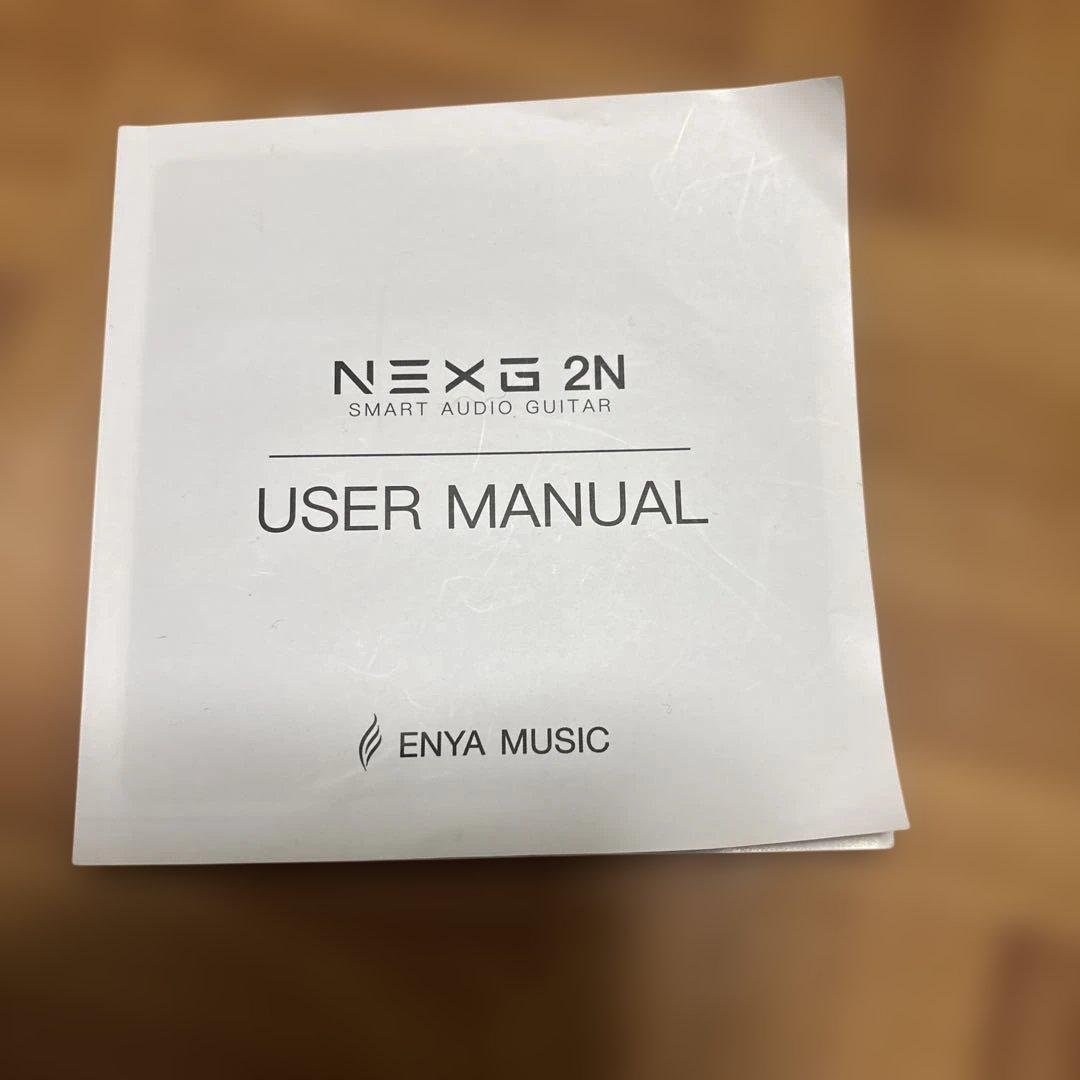 NEXG 2N
SMART AUDIO GUITAR
USER MANUAL
ENYA MUSIC